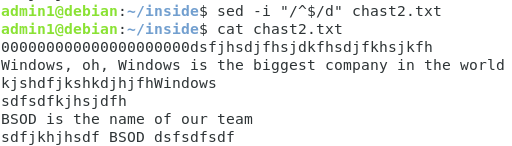 admin1@debian:~/inside$ sed -i "/^$/d" chast2.txt
admin1@debian:~/inside$ cat chast2.txt
000000000000000000000dsfjhsdjfhsjdkfhsdjfkhsjkfh
Windows, oh, Windows is the biggest company in the world
kjshdfjkshkdjhjfhWindows
sdfsdfkjhsjdfh
BSOD is the name of our team
sdfjkhjhsdf BSOD dsfsdfsdf